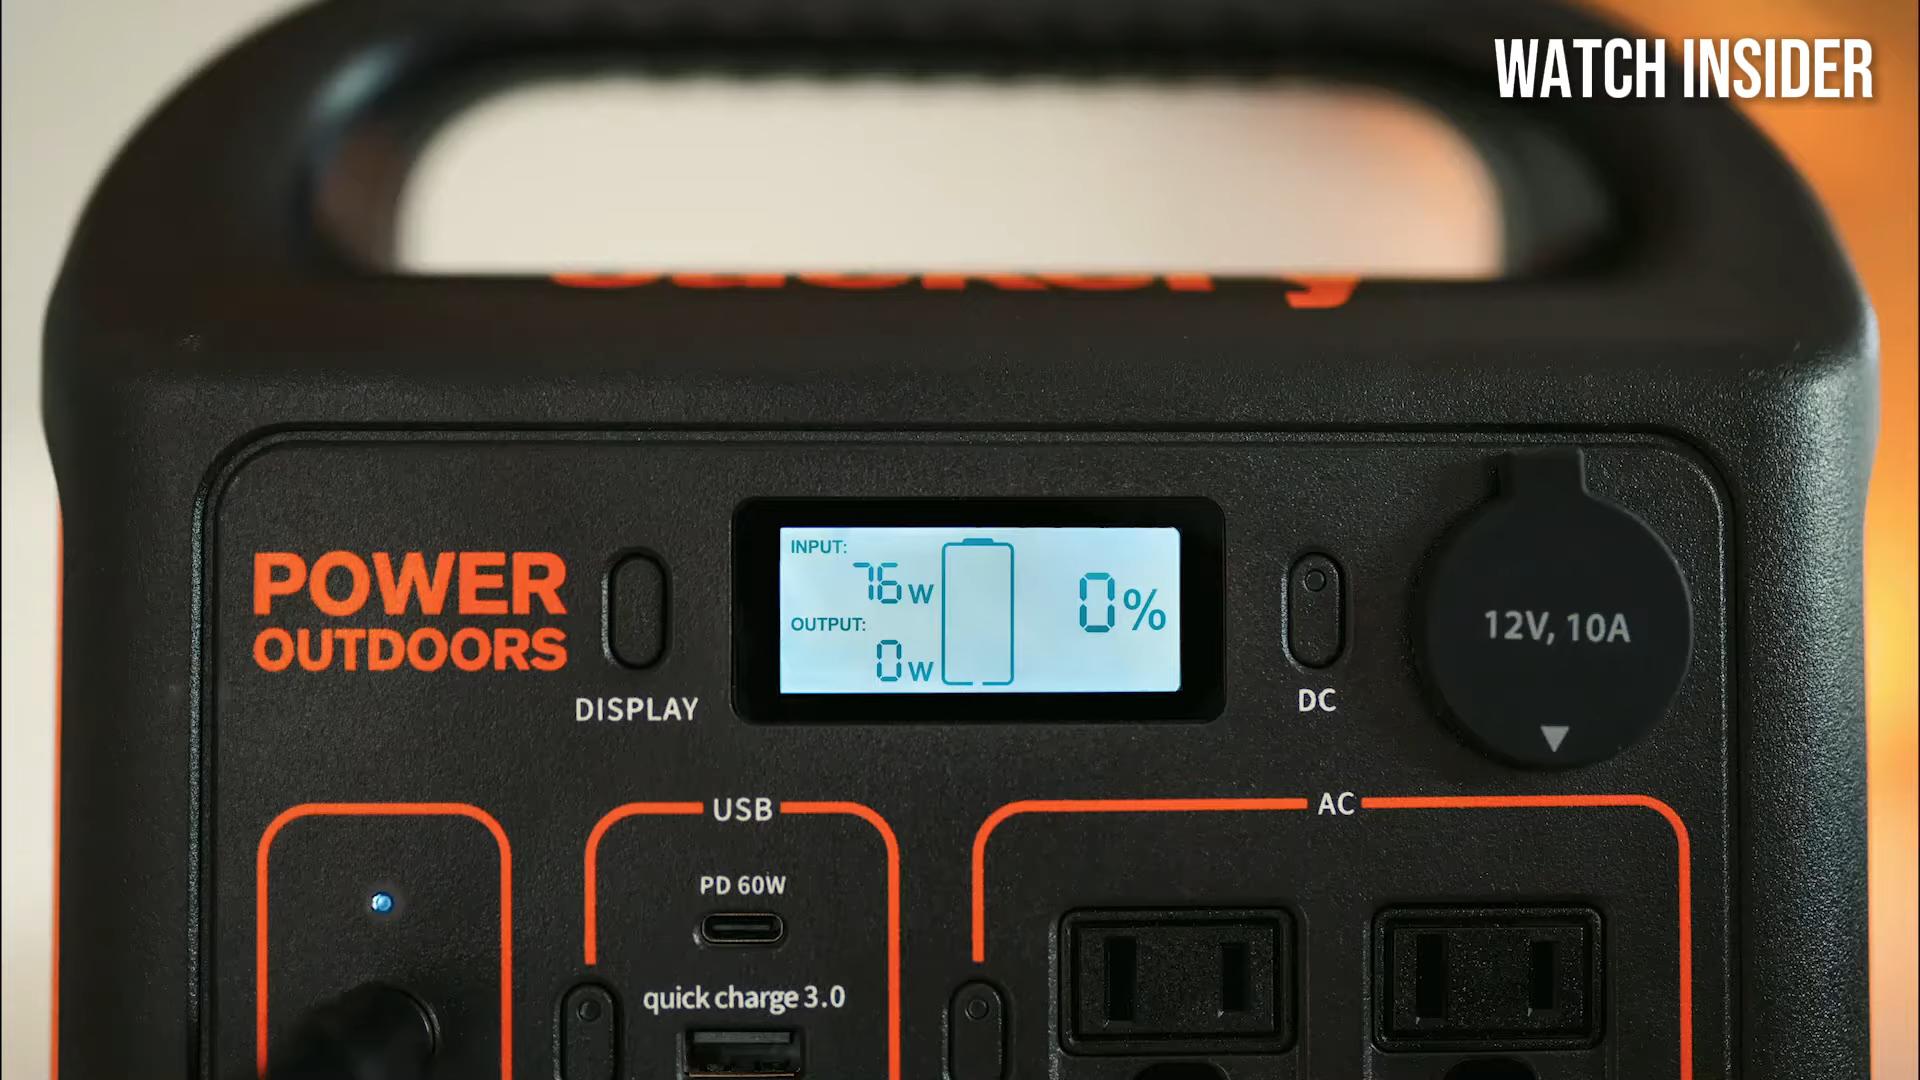 WATCH INSIDER
Jackery
POWER
OUTDOORS
DISPLAY
INPUT:
76W
OUTPUT:
0W
0%
DC
12V, 10A
USB
PD 60W
quick charge 3.0
AC